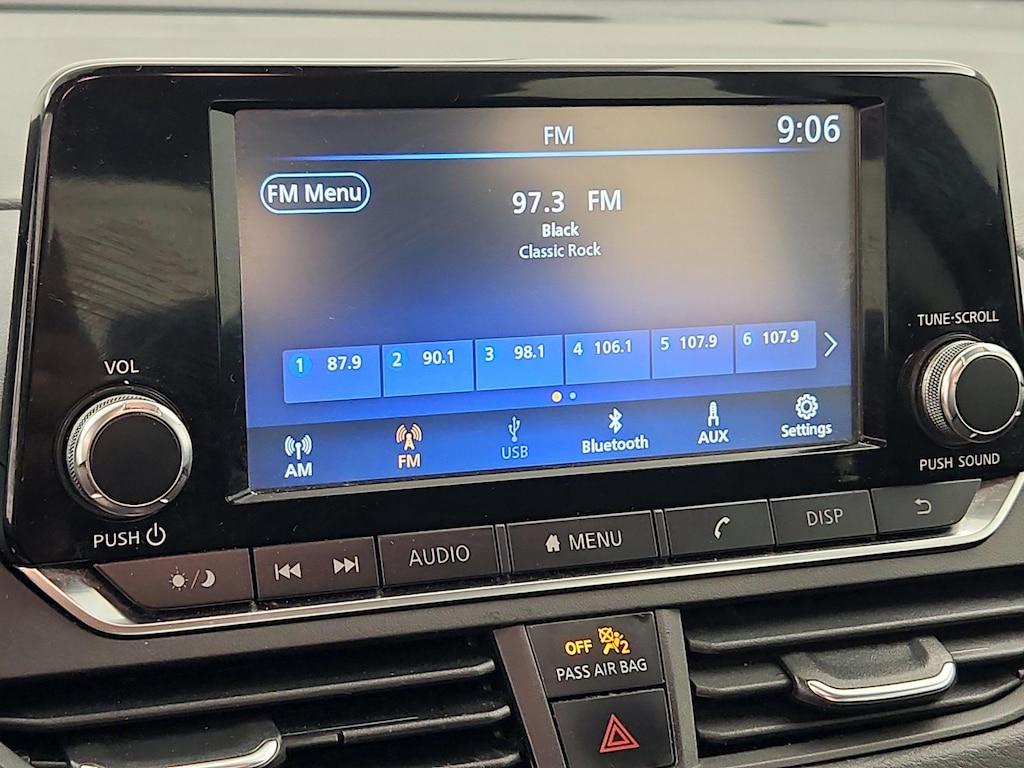 FM
9:06
FM Menu
97.3 FM
Black
Classic Rock
1 87.9
2 90.1
3 98.1
4 106.1
5 107.9
6 107.9
AM
FM
USB
Bluetooth
AUX
Settings
VOL
PUSH
TUNE·SCROLL
PUSH SOUND
AUDIO
MENU
DISP
OFF
2
PASS AIR BAG